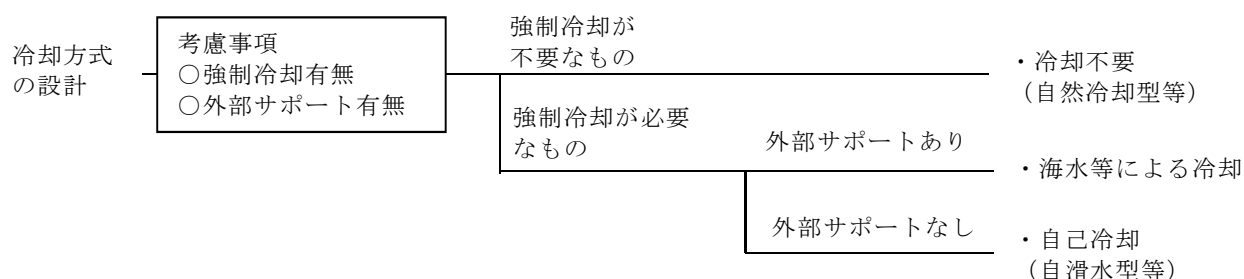 冷却方式
の設計
考慮事項
○強制冷却有無
○外部サポート有無
強制冷却が
不要なもの
・冷却不要
（自然冷却型等）
強制冷却が必要
なもの
外部サポートあり
・海水等による冷却
外部サポートなし
・自己冷却
（自滑水型等）